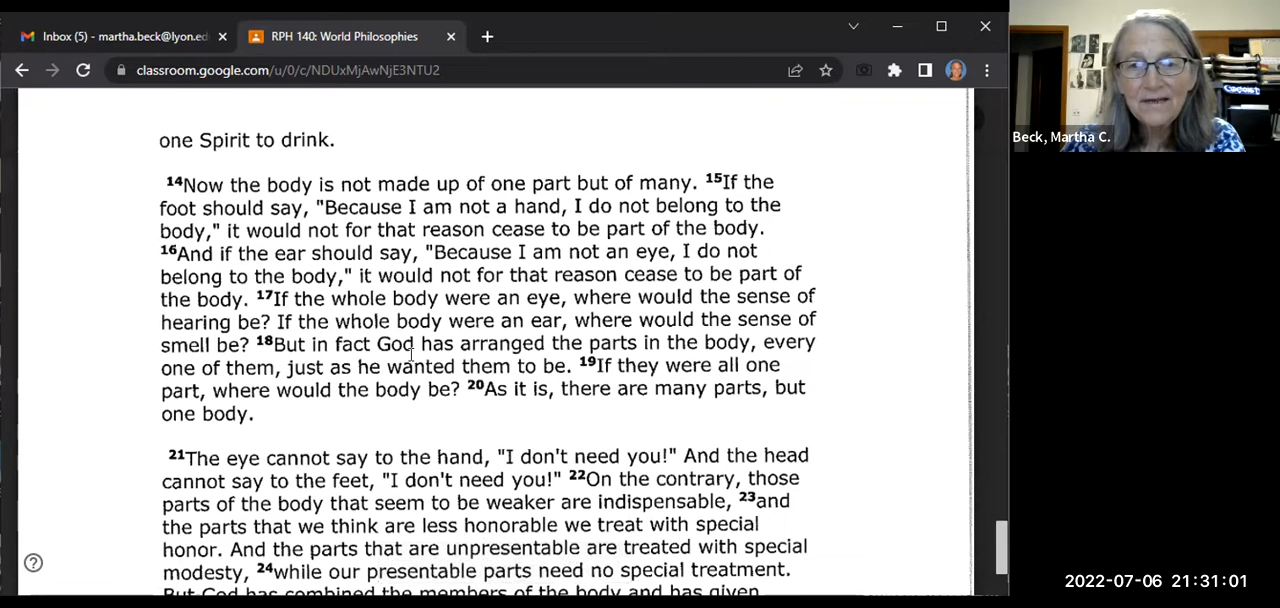 Inbox (5) - martha.beck@lyon.ed
RPH 140: World Philosophies
classroom.google.com/u/0/c/NDUxMjAwNjE3NTU2
Beck, Martha C.
one Spirit to drink.
14Now the body is not made up of one part but of many. 15If the
foot should say, "Because I am not a hand, I do not belong to the
body," it would not for that reason cease to be part of the body.
16And if the ear should say, "Because I am not an eye, I do not
belong to the body," it would not for that reason cease to be part of
the body. 17If the whole body were an eye, where would the sense of
hearing be? If the whole body were an ear, where would the sense of
smell be? 18But in fact God has arranged the parts in the body, every
one of them, just as he wanted them to be. 19If they were all one
part, where would the body be? 20As it is, there are many parts, but
one body.
21The eye cannot say to the hand, "I don't need you!" And the head
cannot say to the feet, "I don't need you!" 22On the contrary, those
parts of the body that seem to be weaker are indispensable, 23and
the parts that we think are less honorable we treat with special
honor. And the parts that are unpresentable are treated with special
modesty, 24while our presentable parts need no special treatment.
But God has combined the members of the body and has given
2022-07-06 21:31:01